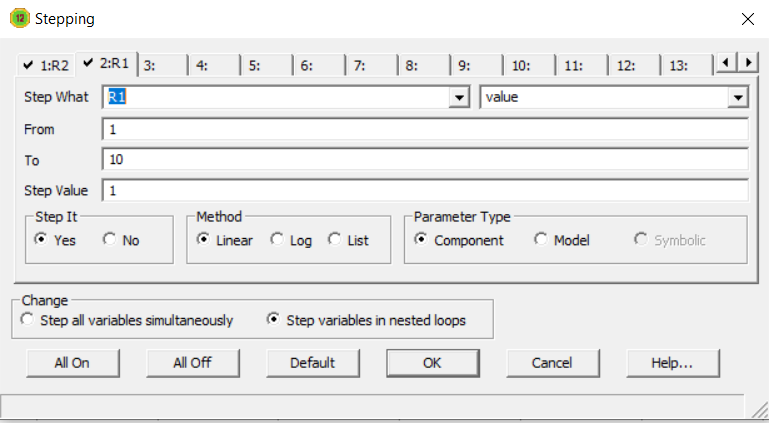 12 Stepping
1:R2 2:R1 3: 4: 5: 6: 7: 8: 9: 10: 11: 12: 13:
Step What R1 value
From 1
To 10
Step Value 1
Step It Method Parameter Type
Yes No Linear Log List Component Model Symbolic
Change
Step all variables simultaneously Step variables in nested loops
All On All Off Default OK Cancel Help...